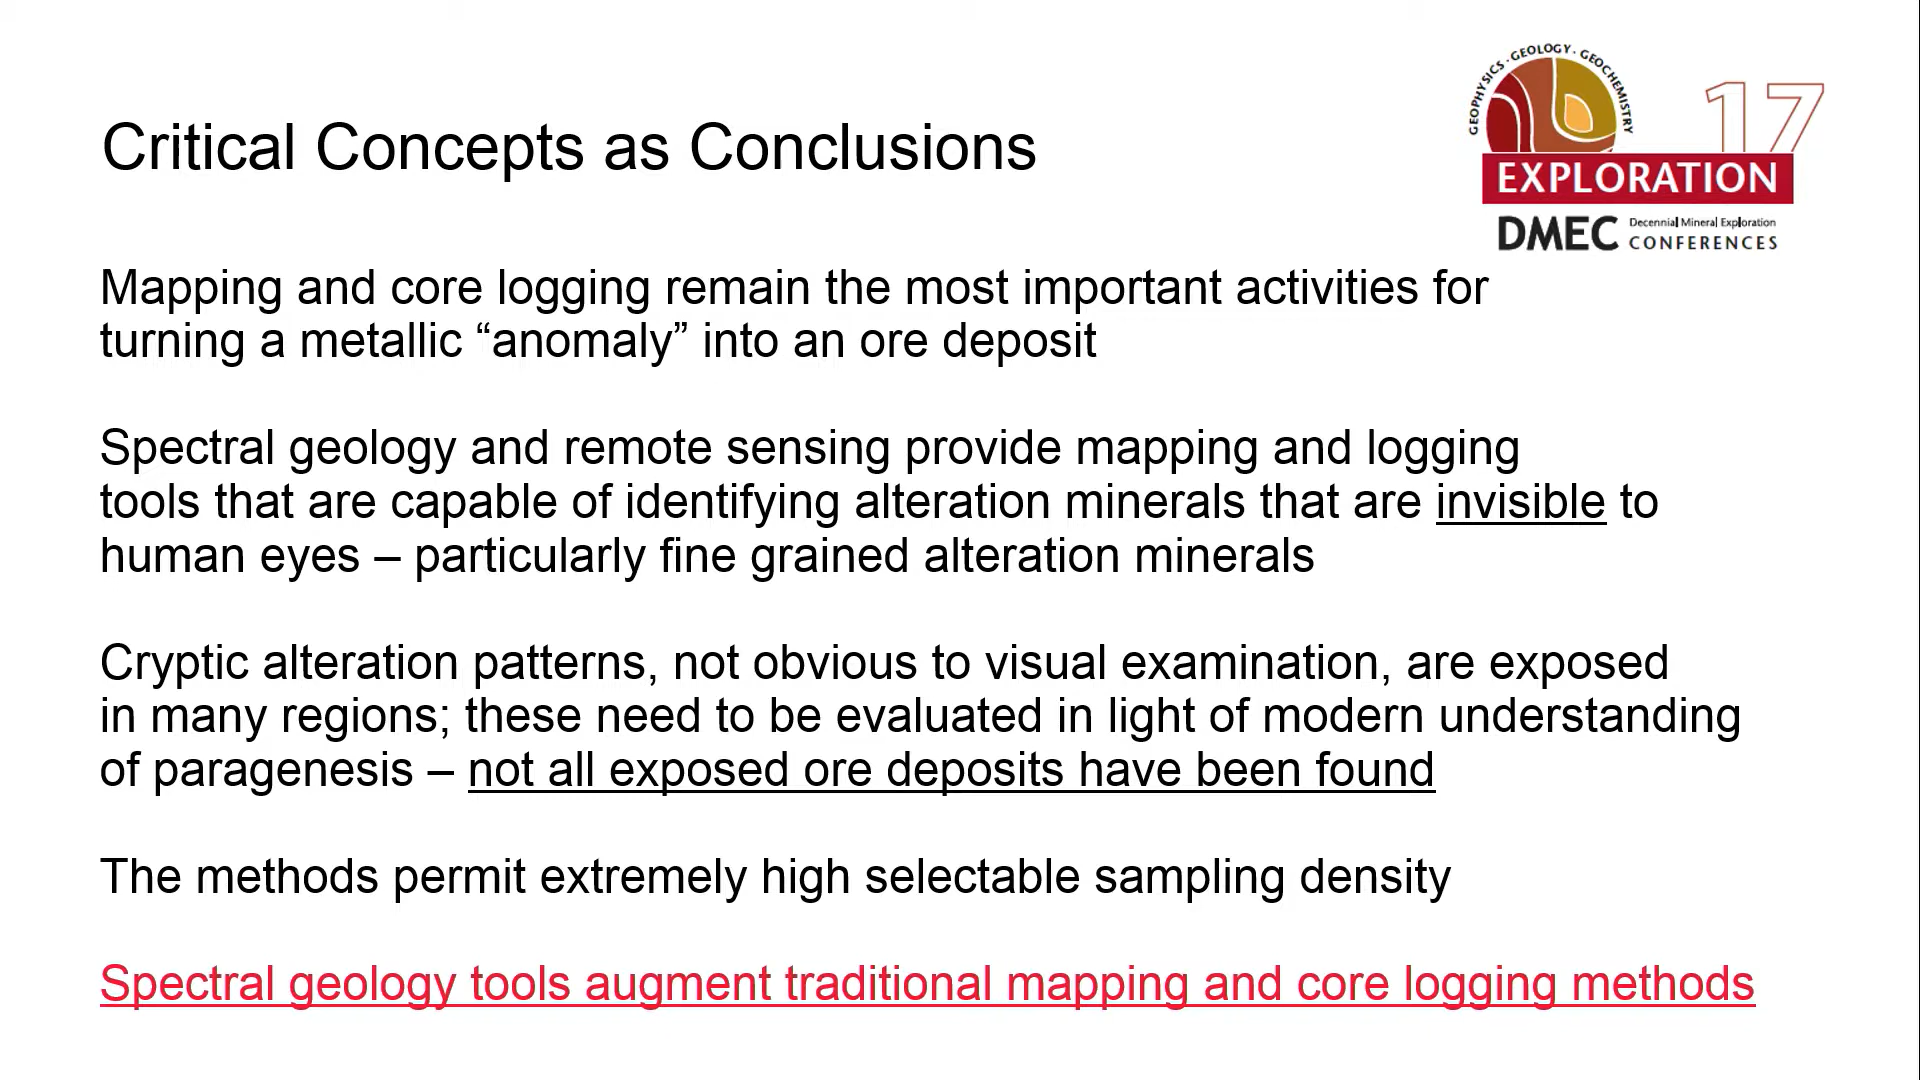 GEOPHYSICS · GEOLOGY · GEOCHEMISTRY
17
EXPLORATION
DMEC Decennial Mineral Exploration
CONFERENCES
Critical Concepts as Conclusions
Mapping and core logging remain the most important activities for
turning a metallic “anomaly” into an ore deposit
Spectral geology and remote sensing provide mapping and logging
tools that are capable of identifying alteration minerals that are invisible to
human eyes – particularly fine grained alteration minerals
Cryptic alteration patterns, not obvious to visual examination, are exposed
in many regions; these need to be evaluated in light of modern understanding
of paragenesis – not all exposed ore deposits have been found
The methods permit extremely high selectable sampling density
Spectral geology tools augment traditional mapping and core logging methods